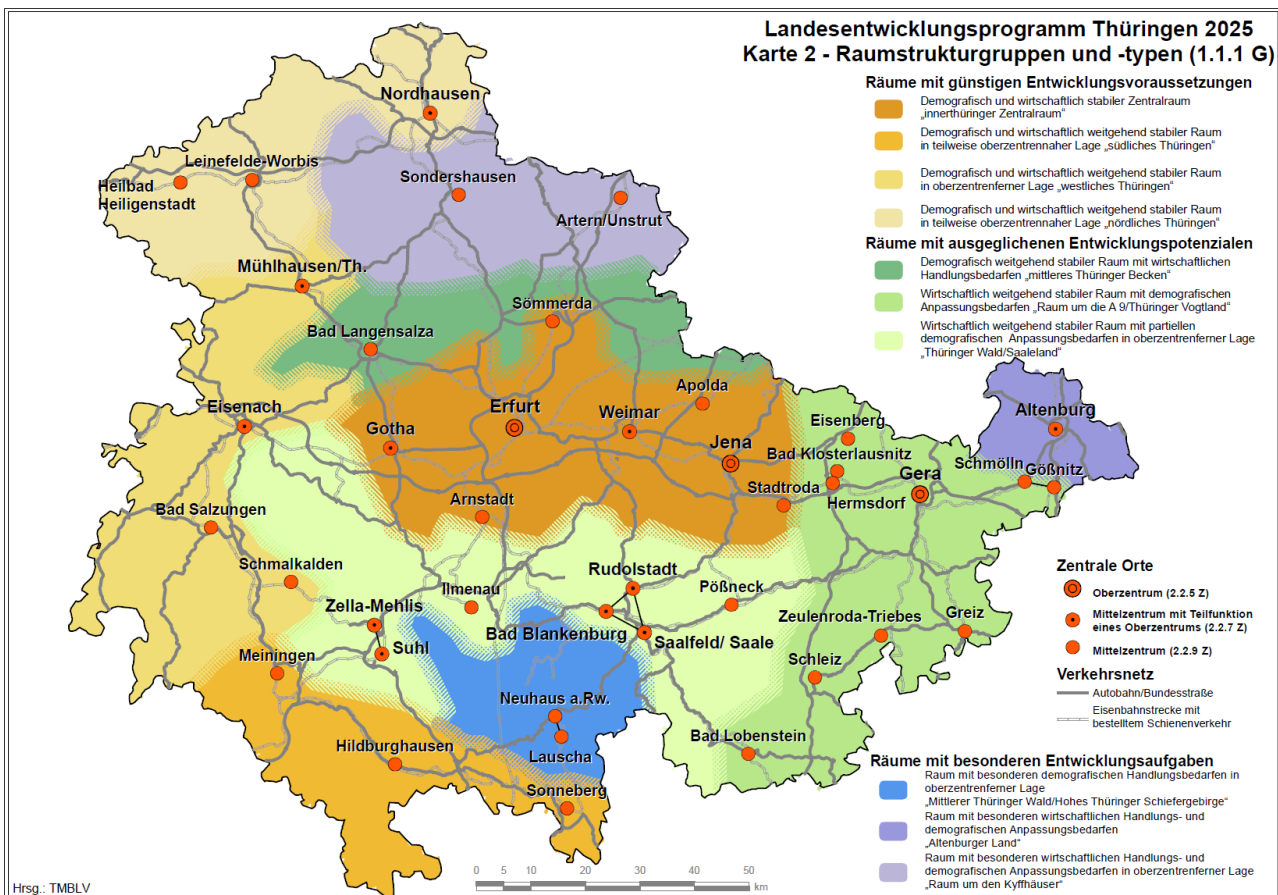 Landesentwicklungsprogramm Thüringen 2025
Karte 2 - Raumstrukturgruppen und -typen (1.1.1 G)
Räume mit günstigen Entwicklungsvoraussetzungen
Demografisch und wirtschaftlich stabiler Zentralraum
„innerthüringer Zentralraum“
Demografisch und wirtschaftlich weitgehend stabiler Raum
in teilweise oberzentrennaher Lage „südliches Thüringen“
Demografisch und wirtschaftlich weitgehend stabiler Raum
in oberzentrenferner Lage „westliches Thüringen“
Demografisch und wirtschaftlich weitgehend stabiler Raum
in teilweise oberzentrennaher Lage „nördliches Thüringen“
Räume mit ausgeglichenen Entwicklungspotenzialen
Demografisch weitgehend stabiler Raum mit wirtschaftlichen
Handlungsbedarfen „mittleres Thüringer Becken“
Wirtschaftlich weitgehend stabiler Raum mit demografischen
Anpassungsbedarfen „Raum um die A 9/Thüringer Vogtland“
Wirtschaftlich weitgehend stabiler Raum mit partiellen
demografischen Anpassungsbedarfen in oberzentrenferner Lage
„Thüringer Wald/Saaleland“
Nordhausen
Leinefelde-Worbis
Heilbad
Heiligenstadt
Sondershausen
Artern/Unstrut
Mühlhausen/Th.
Sömmerda
Bad Langensalza
Apolda
Eisenach
Erfurt
Weimar
Gotha
Jena
Eisenberg
Altenburg
Bad Klosterlausnitz
Gera
Schmölln
Gößnitz
Stadtroda
Hermsdorf
Arnstadt
Bad Salzungen
Schmalkalden
Ilmenau
Rudolstadt
Pößneck
Zella-Mehlis
Bad Blankenburg
Saalfeld/ Saale
Zeulenroda-Triebes
Greiz
Suhl
Meiningen
Schleiz
Neuhaus a.Rw.
Lauscha
Hildburghausen
Bad Lobenstein
Sonneberg
Zentrale Orte
Oberzentrum (2.2.5 Z)
Mittelzentrum mit Teilfunktion
eines Oberzentrums (2.2.7 Z)
Mittelzentrum (2.2.9 Z)
Verkehrsnetz
Autobahn/Bundesstraße
Eisenbahnstrecke mit
bestelltem Schienenverkehr
Räume mit besonderen Entwicklungsaufgaben
Raum mit besonderen demografischen Handlungsbedarfen in
oberzentrenferner Lage
„Mittlerer Thüringer Wald/Hohes Thüringer Schiefergebirge“
Raum mit besonderen wirtschaftlichen Handlungs- und
demografischen Anpassungsbedarfen
„Altenburger Land“
Raum mit besonderen wirtschaftlichen Handlungs- und
demografischen Anpassungsbedarfen in oberzentrenferner Lage
„Raum um den Kyffhäuser“
0 5 10 20 30 40 50
km
Hrsg.: TMBLV